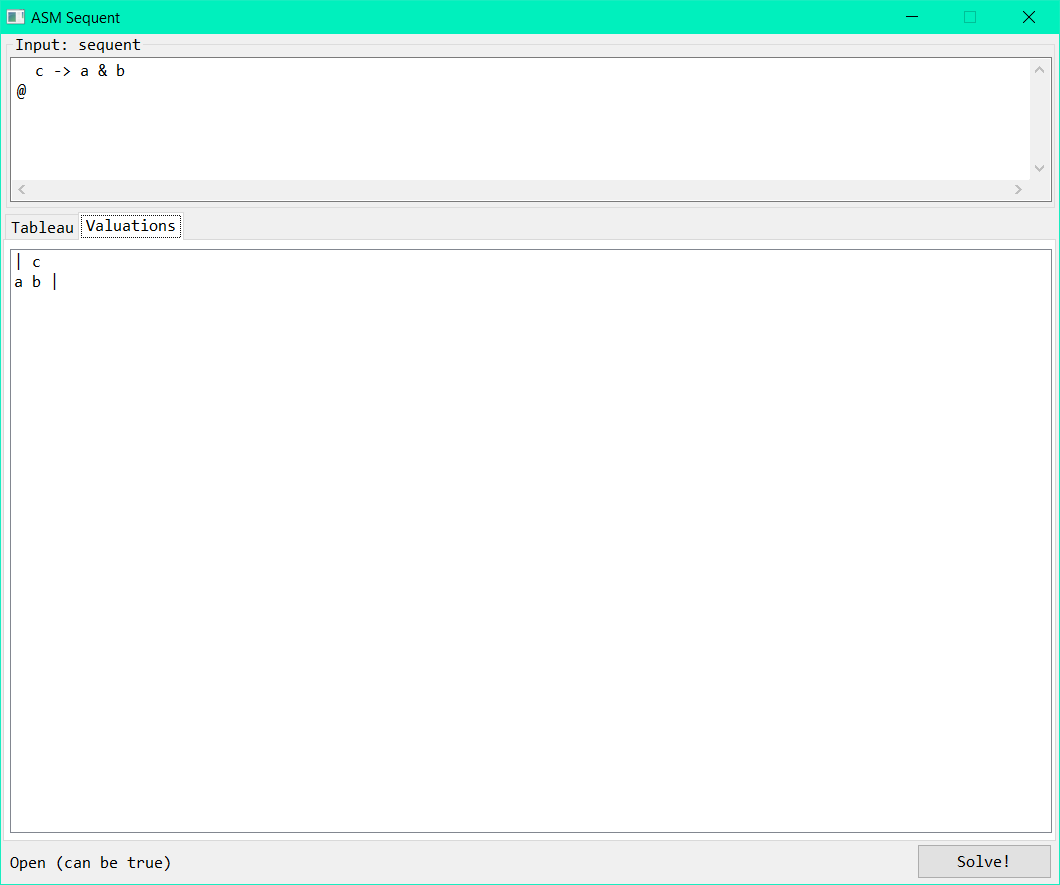 ASM Sequent
Input: sequent
c -> a & b
@
Tableau Valuations
| c
a b |
Open (can be true)
Solve!